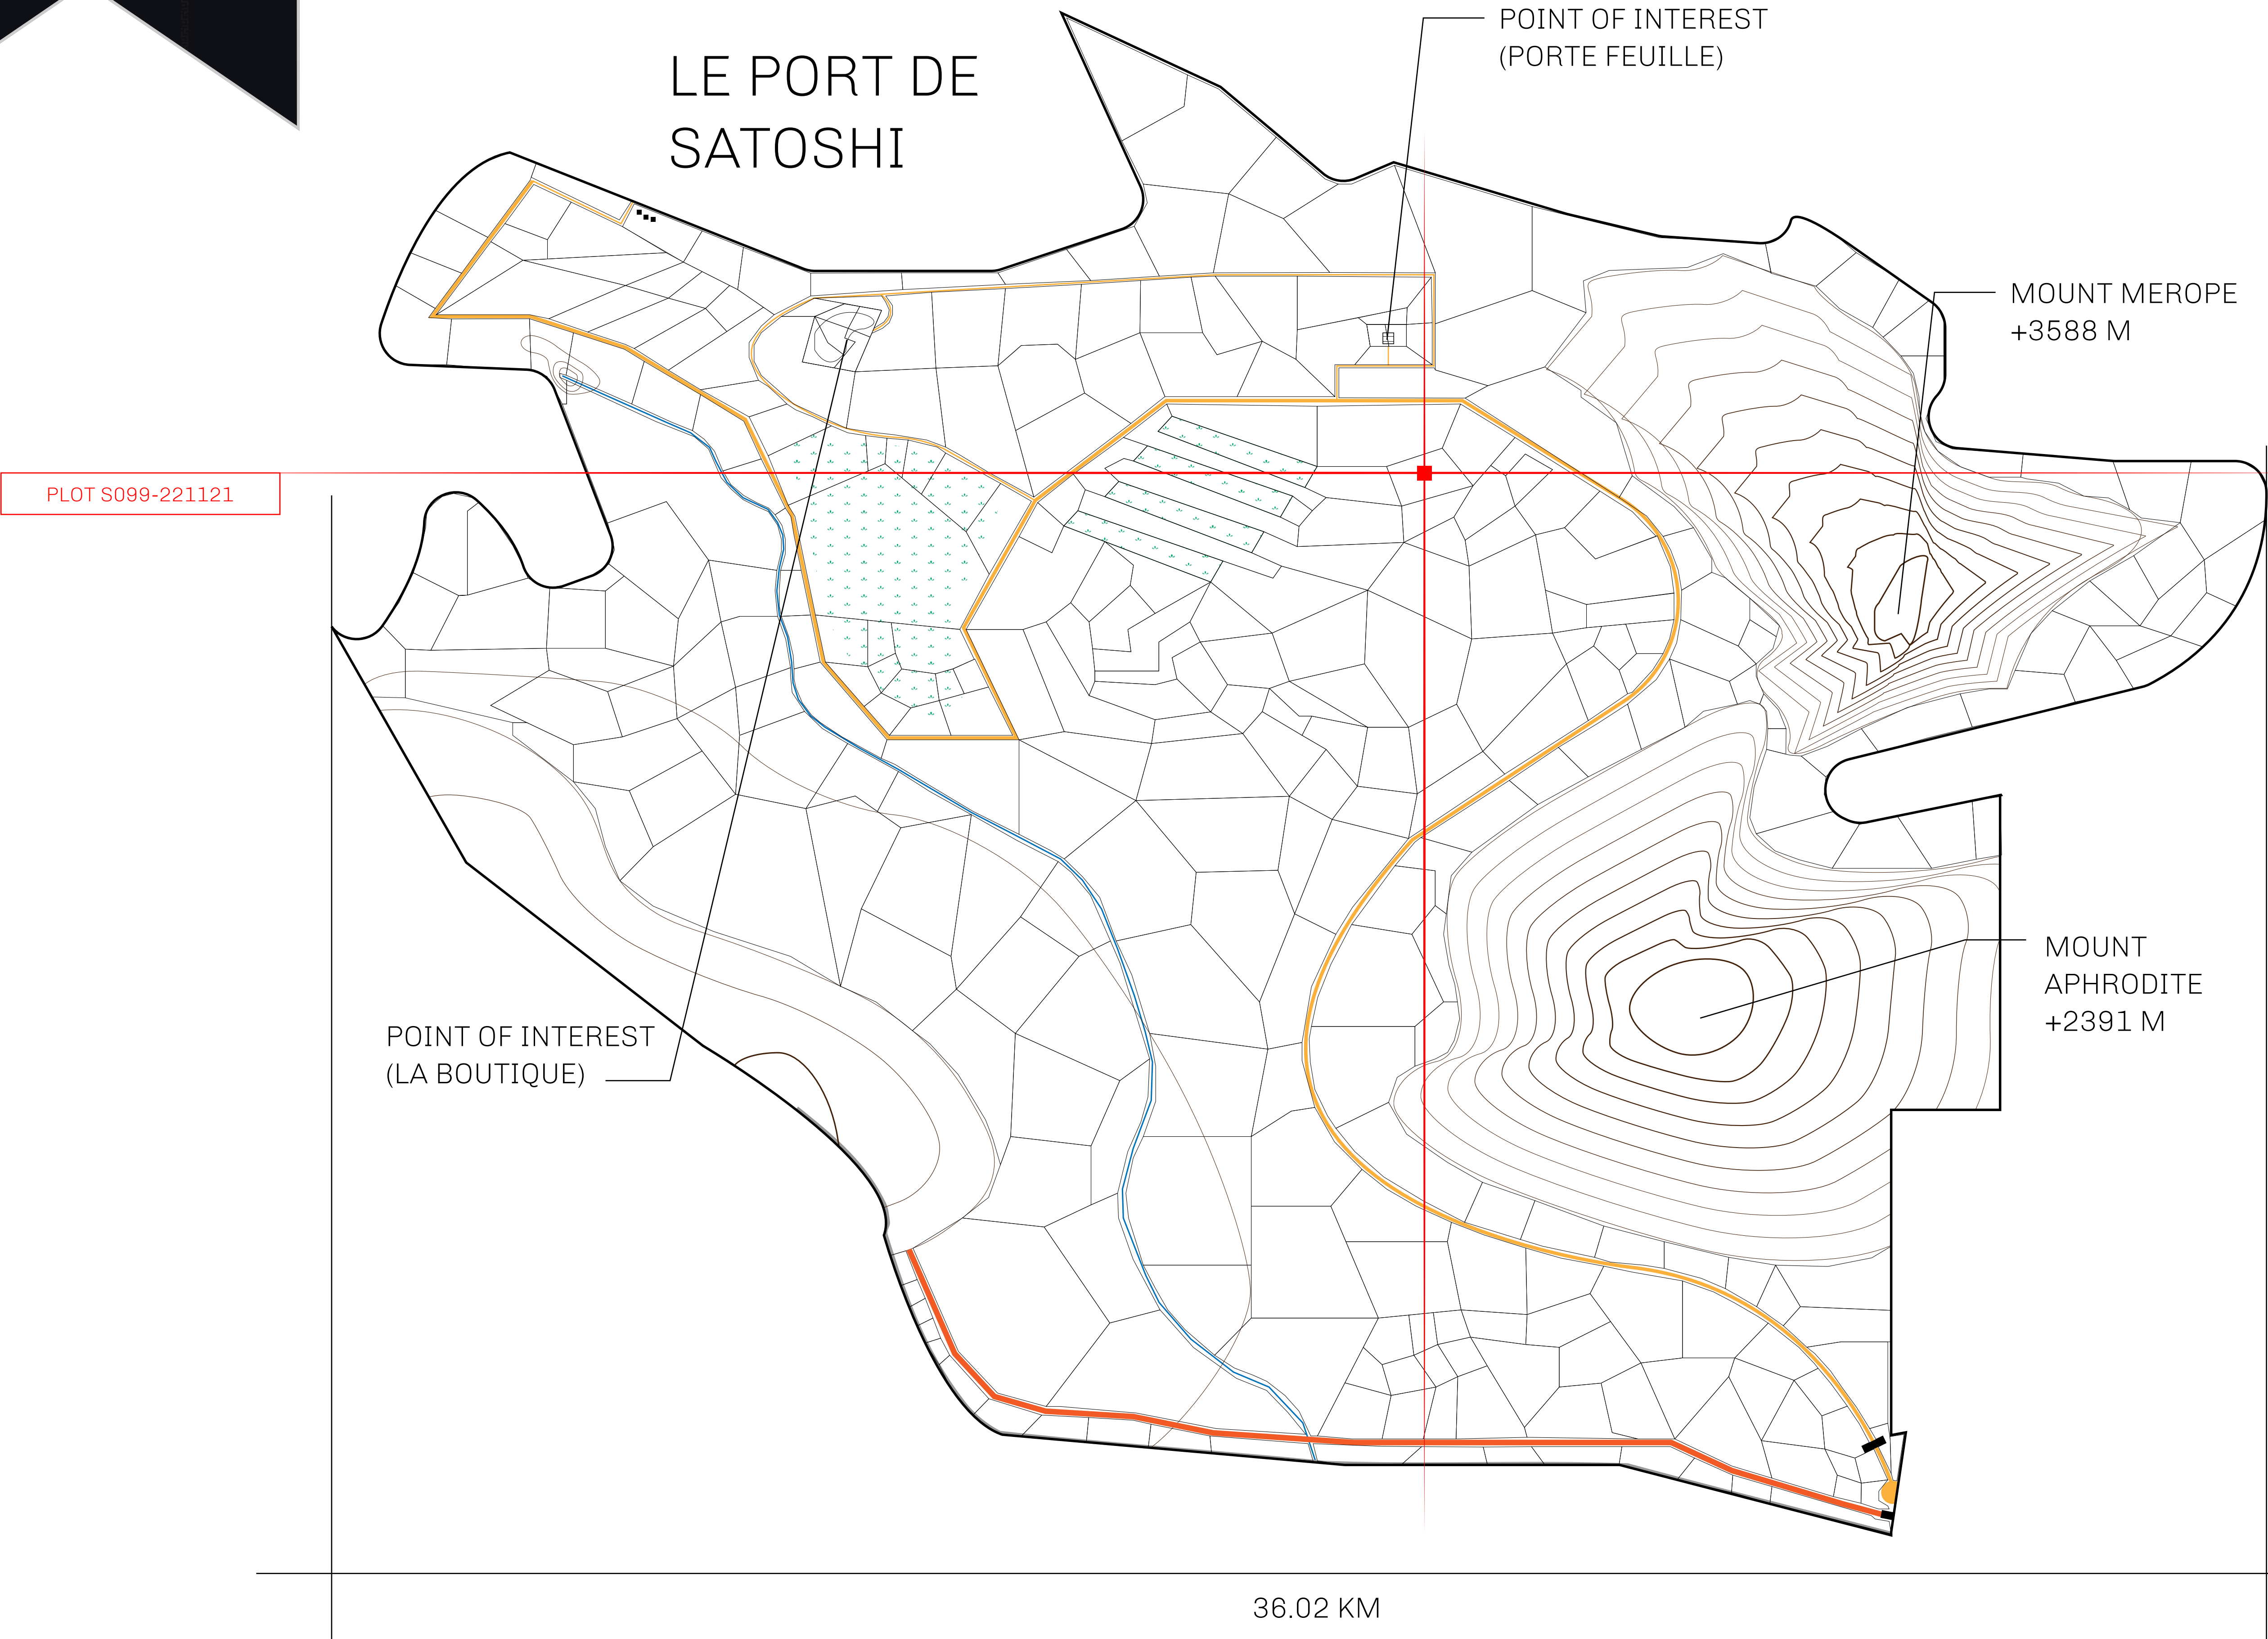 POINT OF INTEREST
(PORTE FEUILLE)
LE PORT DE
SATOSHI
MOUNT MEROPE
+3588 M
PLOT S099-221121
MOUNT
APHRODITE
+2391 M
POINT OF INTEREST
(LA BOUTIQUE)
36.02 KM